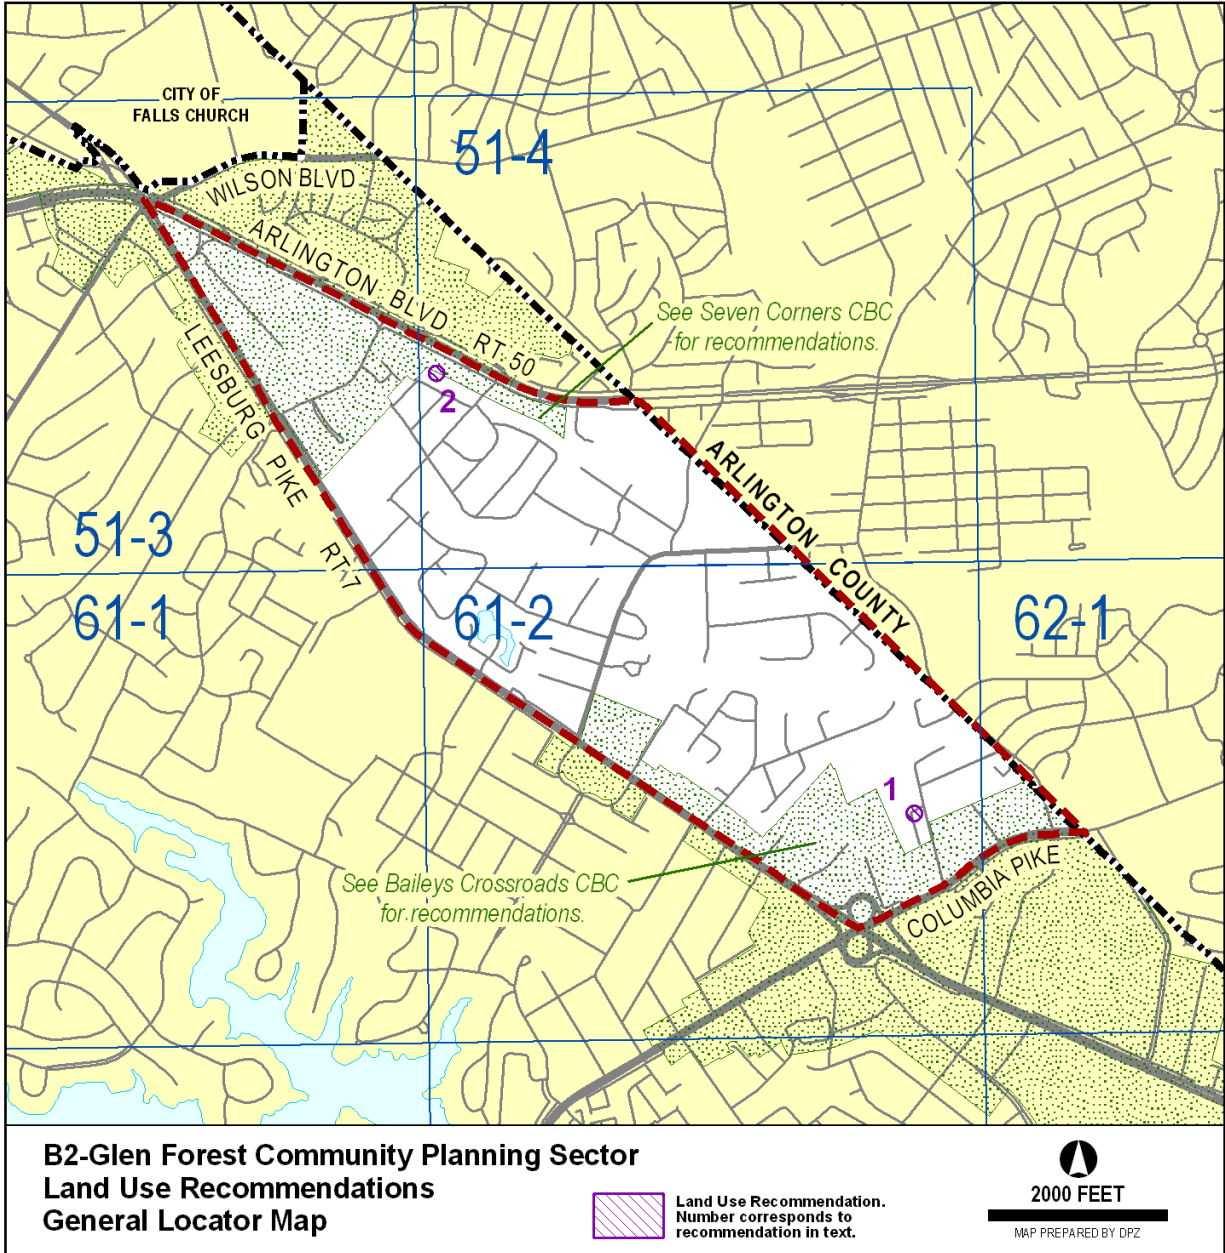 CITY OF
FALLS CHURCH
51-4
WILSON BLVD
ARLINGTON BLVD RT 50
See Seven Corners CBC
for recommendations.
2
LEESBURG PIKE RT 7
ARLINGTON COUNTY
51-3
61-1
61-2
62-1
1
See Baileys Crossroads CBC
for recommendations.
COLUMBIA PIKE
B2-Glen Forest Community Planning Sector
Land Use Recommendations
General Locator Map
Land Use Recommendation.
Number corresponds to
recommendation in text.
2000 FEET
MAP PREPARED BY DPZ